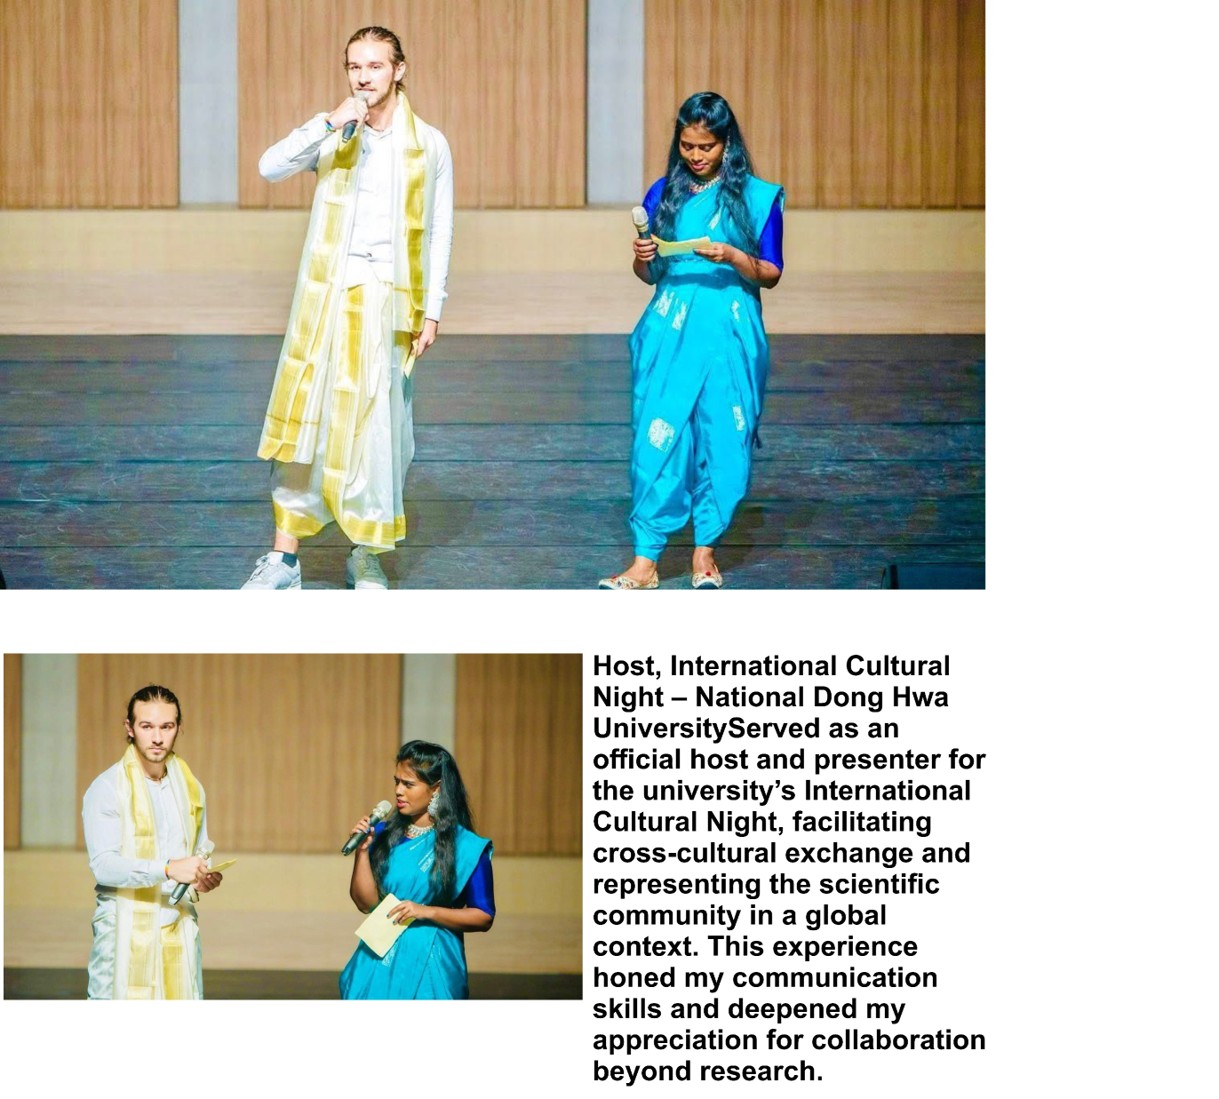 Host, International Cultural
Night – National Dong Hwa
UniversityServed as an
official host and presenter for
the university’s International
Cultural Night, facilitating
cross-cultural exchange and
representing the scientific
community in a global
context. This experience
honed my communication
skills and deepened my
appreciation for collaboration
beyond research.